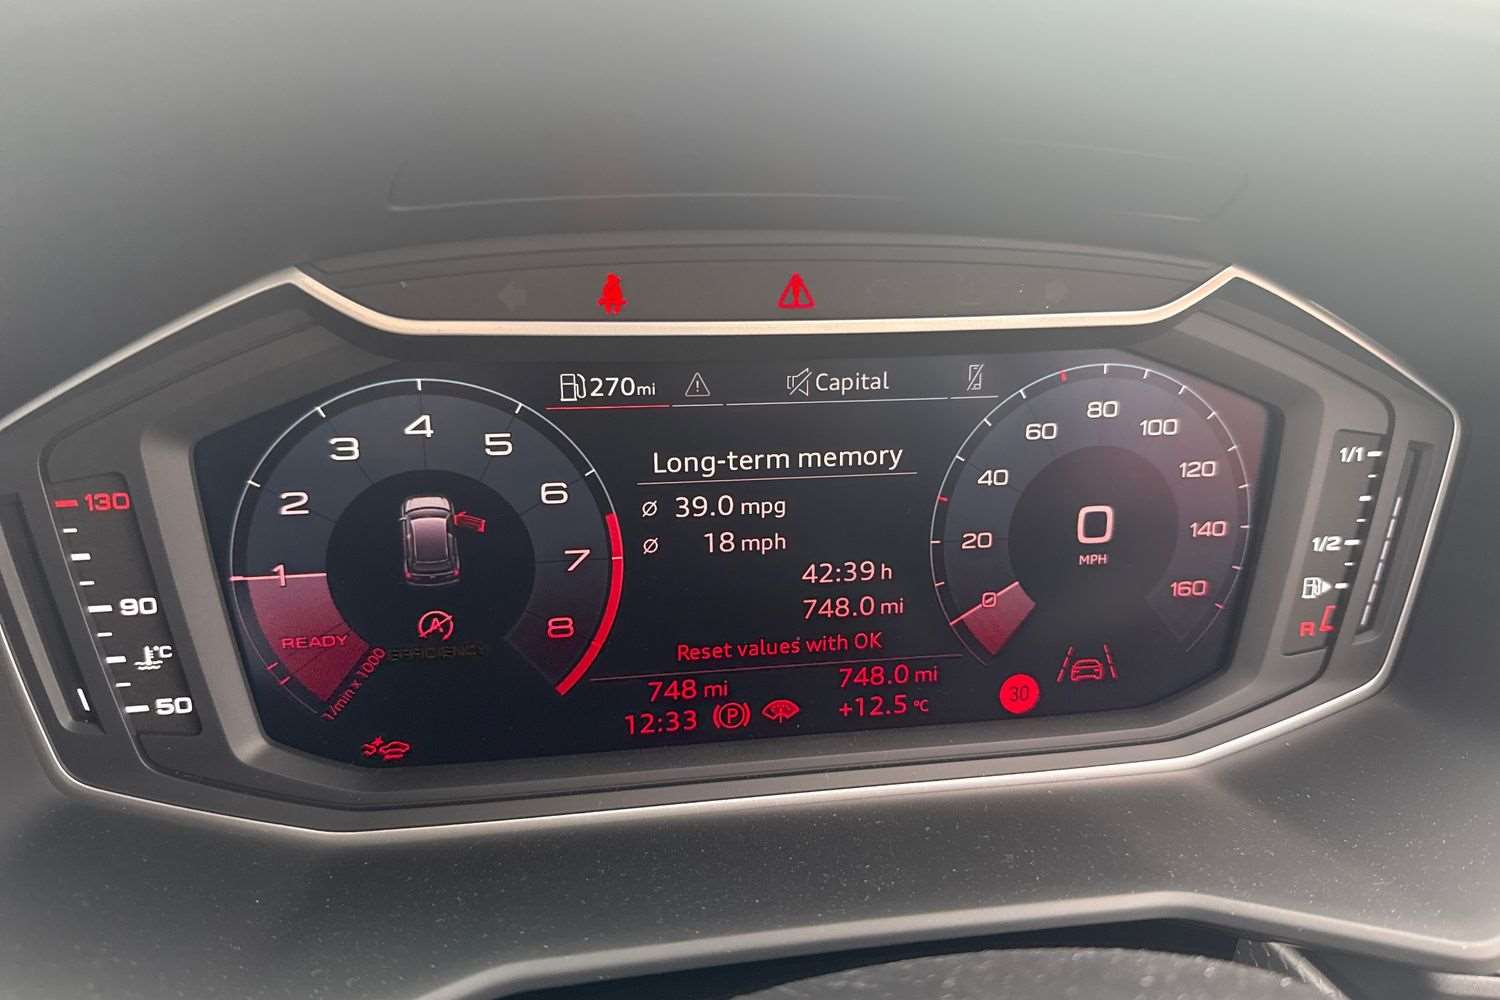 270 mi
Capital
Long-term memory
ø 39.0 mpg
ø 18 mph
42:39 h
748.0 mi
Reset values with OK
748 mi
748.0 mi
12:33
P
+12.5 °C
1 2 3 4 5 6 7 8
READY
1/min x 1000
A
EFFICIENCY
0 20 40 60 80 100 120 140 160
0
MPH
30
130
90
°C
50
1/1
1/2
R